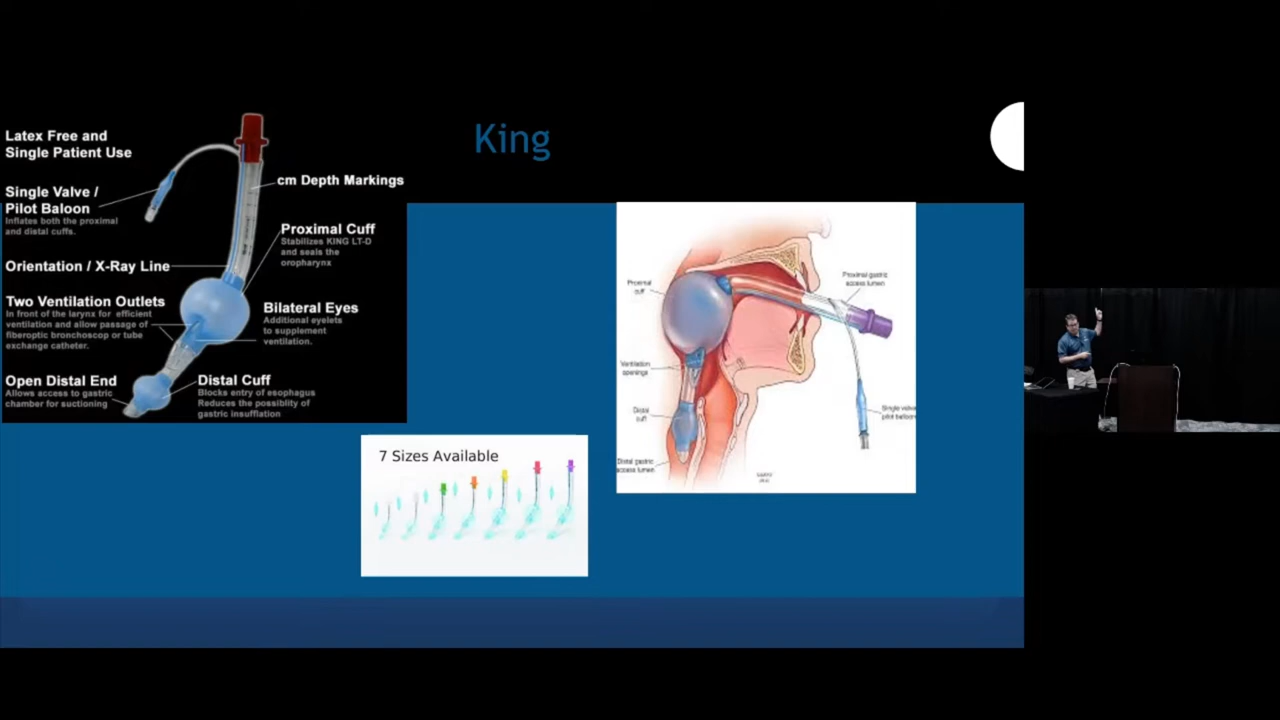 King
Latex Free and
Single Patient Use
Single Valve /
Pilot Baloon
Inflates both the proximal
and distal cuffs.
Orientation / X-Ray Line
Two Ventilation Outlets
In front of the larynx for efficient
ventilation and allow passage of
fiberoptic bronchoscop or tube
exchange catheter.
Open Distal End
Allows access to gastric
chamber for suctioning
cm Depth Markings
Proximal Cuff
Stabilizes KING LT-D
and seals the
oropharynx
Bilateral Eyes
Additional eyelets
to supplement
ventilation.
Distal Cuff
Blocks entry of esophagus
Reduces the possiblity of
gastric insufflation
7 Sizes Available
Proximal
cuff
Ventilation
openings
Distal
cuff
Distal gastric
access lumen
Proximal gastric
access lumen
Single valve
pilot balloon